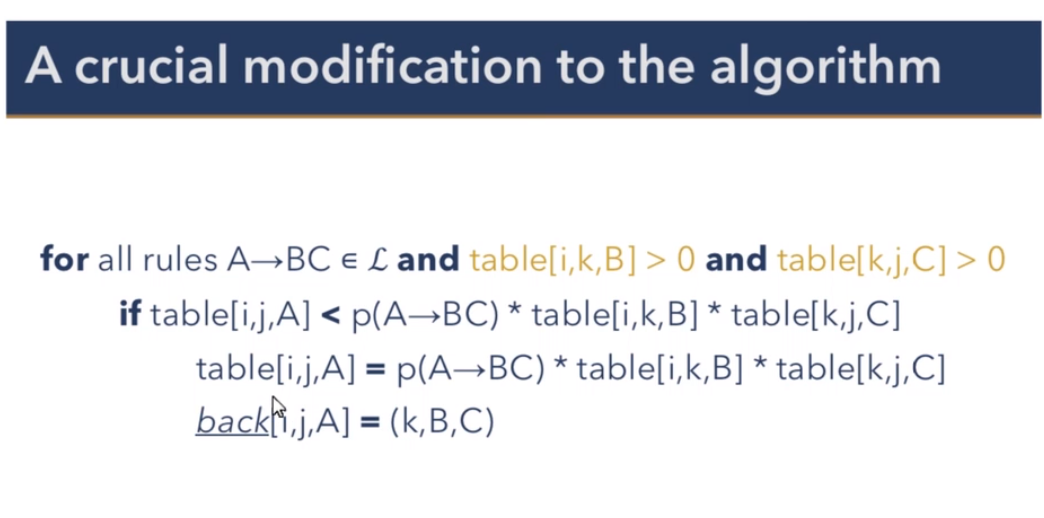 A crucial modification to the algorithm
for all rules A→BC ∈ ℒ and table[i,k,B] > 0 and table[k,j,C] > 0
if table[i,j,A] < p(A→BC) * table[i,k,B] * table[k,j,C]
table[i,j,A] = p(A→BC) * table[i,k,B] * table[k,j,C]
back[i,j,A] = (k,B,C)